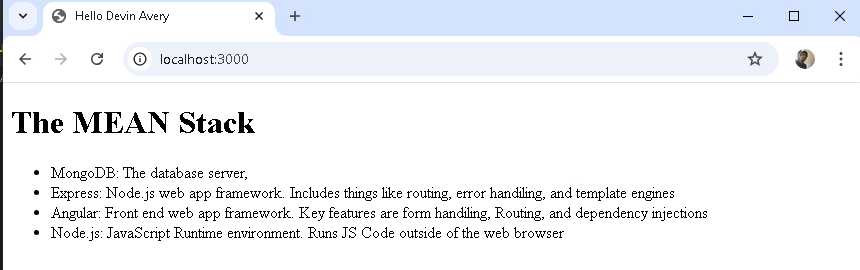 Hello Devin Avery
localhost:3000
The MEAN Stack
MongoDB: The database server,
Express: Node.js web app framework. Includes things like routing, error handiling, and template engines
Angular: Front end web app framework. Key features are form handiling, Routing, and dependency injections
Node.js: JavaScript Runtime environment. Runs JS Code outside of the web browser